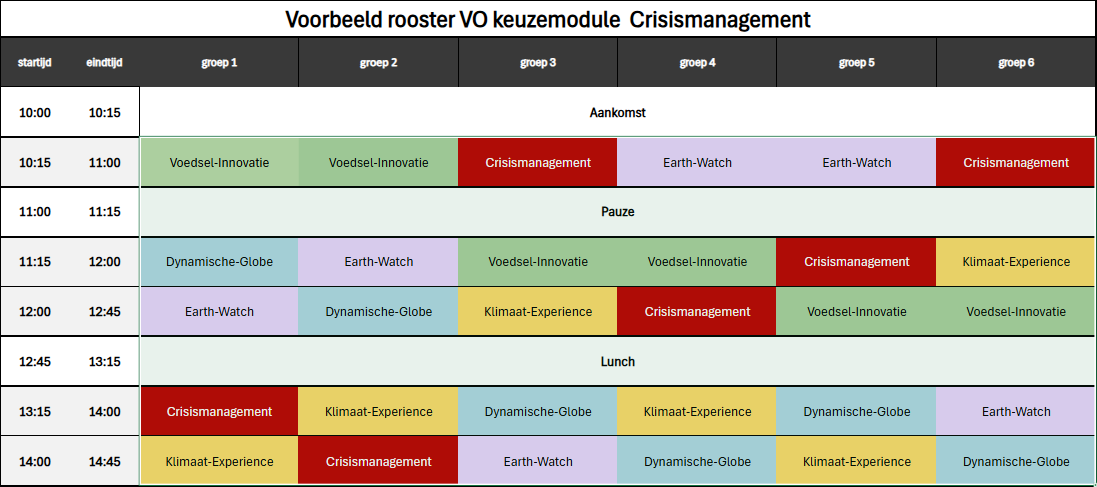 Voorbeeld rooster VO keuzemodule  Crisismanagement
startijd eindtijd groep 1 groep 2 groep 3 groep 4 groep 5 groep 6
10:00 10:15 Aankomst
10:15 11:00 Voedsel-Innovatie Voedsel-Innovatie Crisismanagement Earth-Watch Earth-Watch Crisismanagement
11:00 11:15 Pauze
11:15 12:00 Dynamische-Globe Earth-Watch Voedsel-Innovatie Voedsel-Innovatie Crisismanagement Klimaat-Experience
12:00 12:45 Earth-Watch Dynamische-Globe Klimaat-Experience Crisismanagement Voedsel-Innovatie Voedsel-Innovatie
12:45 13:15 Lunch
13:15 14:00 Crisismanagement Klimaat-Experience Dynamische-Globe Klimaat-Experience Dynamische-Globe Earth-Watch
14:00 14:45 Klimaat-Experience Crisismanagement Earth-Watch Dynamische-Globe Klimaat-Experience Dynamische-Globe